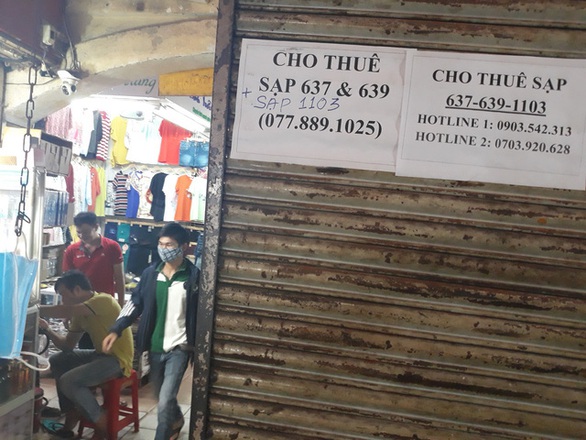 CHO THUÊ
SẠP 637 & 639
+ SẠP 1103
(077.889.1025)
CHO THUÊ SẠP
637-639-1103
HOTLINE 1: 0903.542.313
HOTLINE 2: 0703.920.628